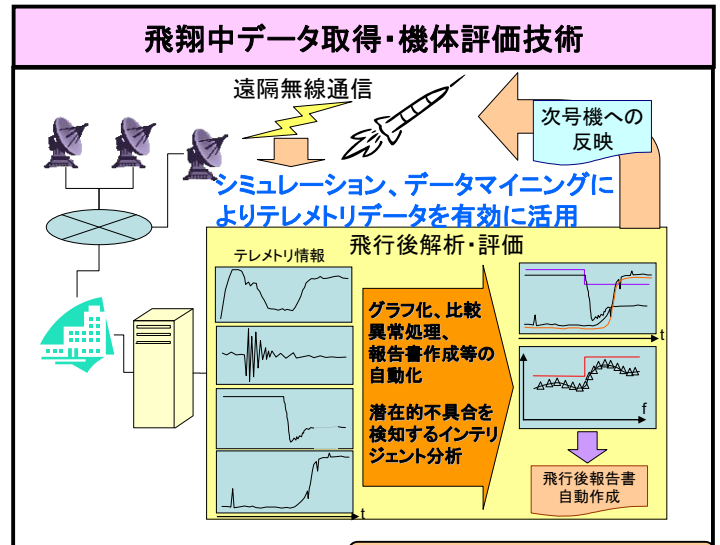 飛翔中データ取得・機体評価技術
遠隔無線通信
次号機への
反映
シミュレーション、データマイニングに
よりテレメトリデータを有効に活用
飛行後解析・評価
テレメトリ情報
グラフ化、比較
異常処理、
報告書作成等の
自動化
潜在的不具合を
検知するインテリ
ジェント分析
t
f
飛行後報告書
自動作成
t